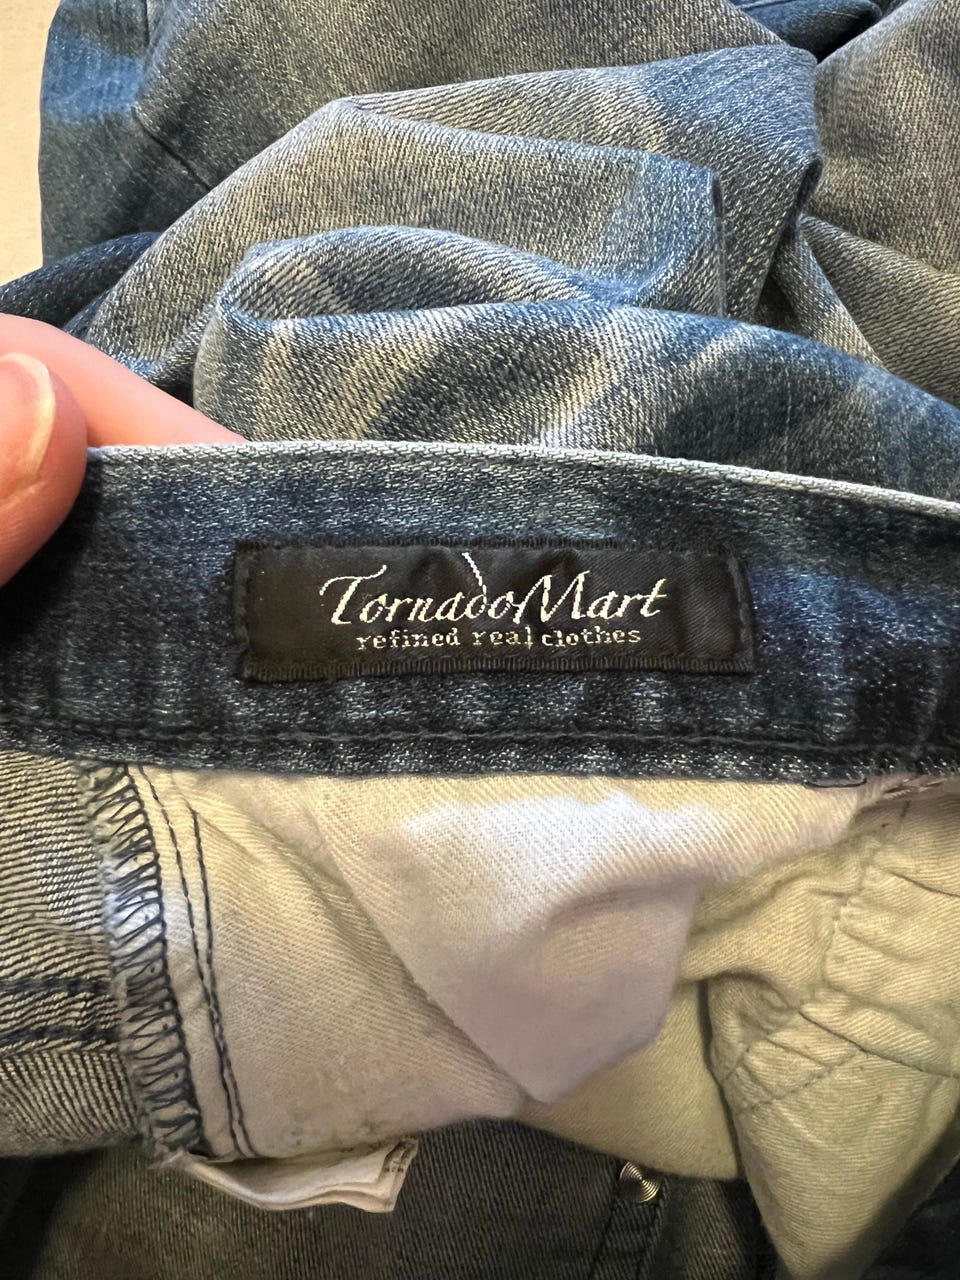 TornadoMart
refined real clothes